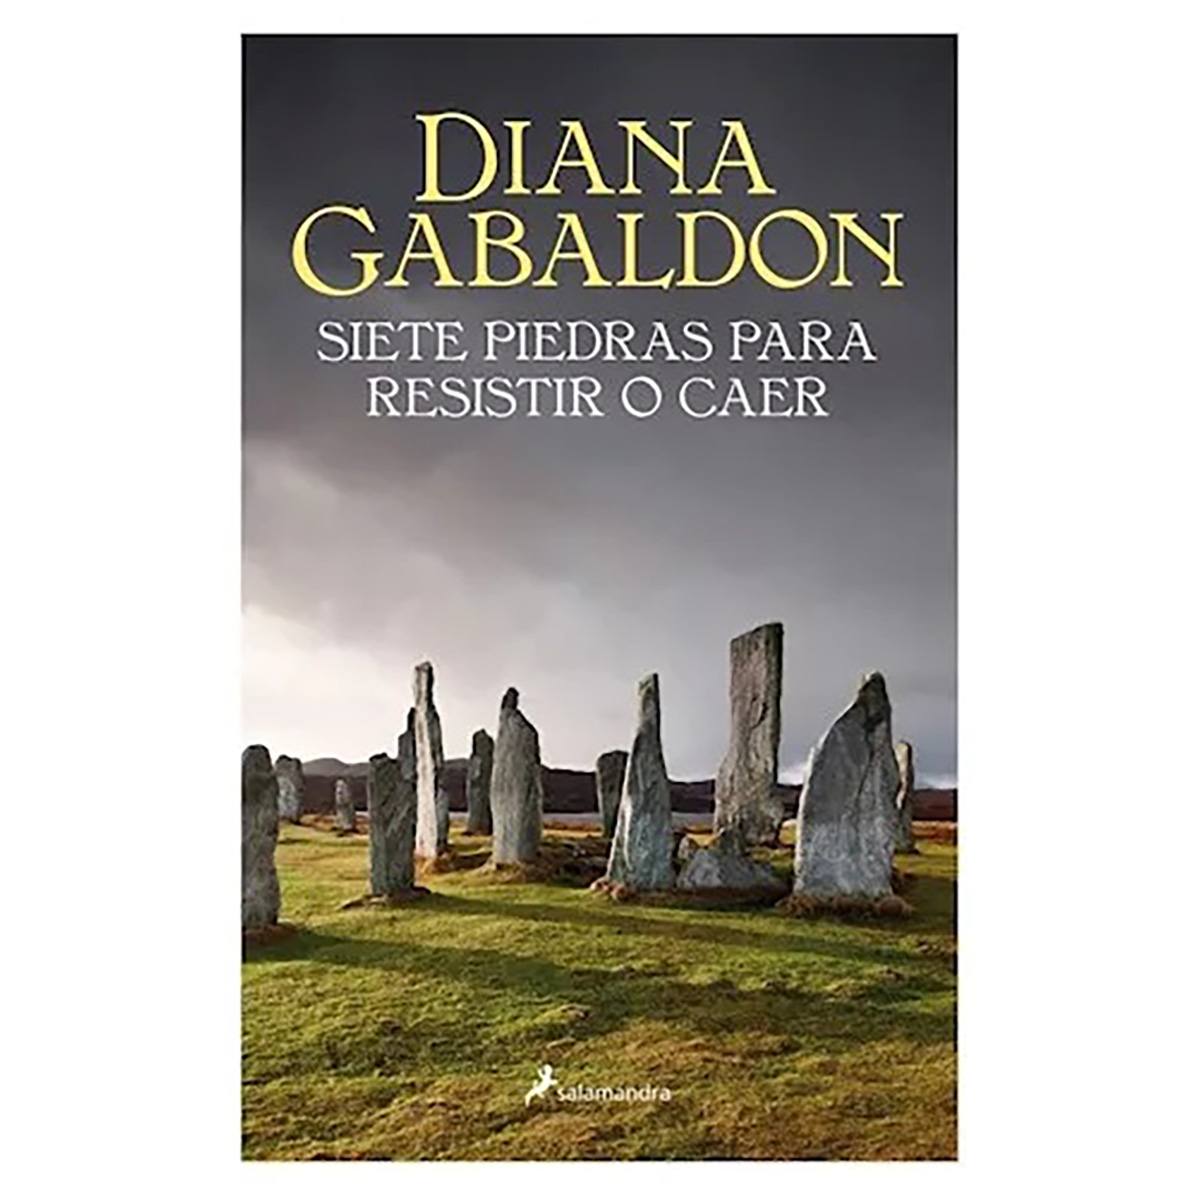 DIANA
GABALDON
SIETE PIEDRAS PARA
RESISTIR O CAER
salamandra